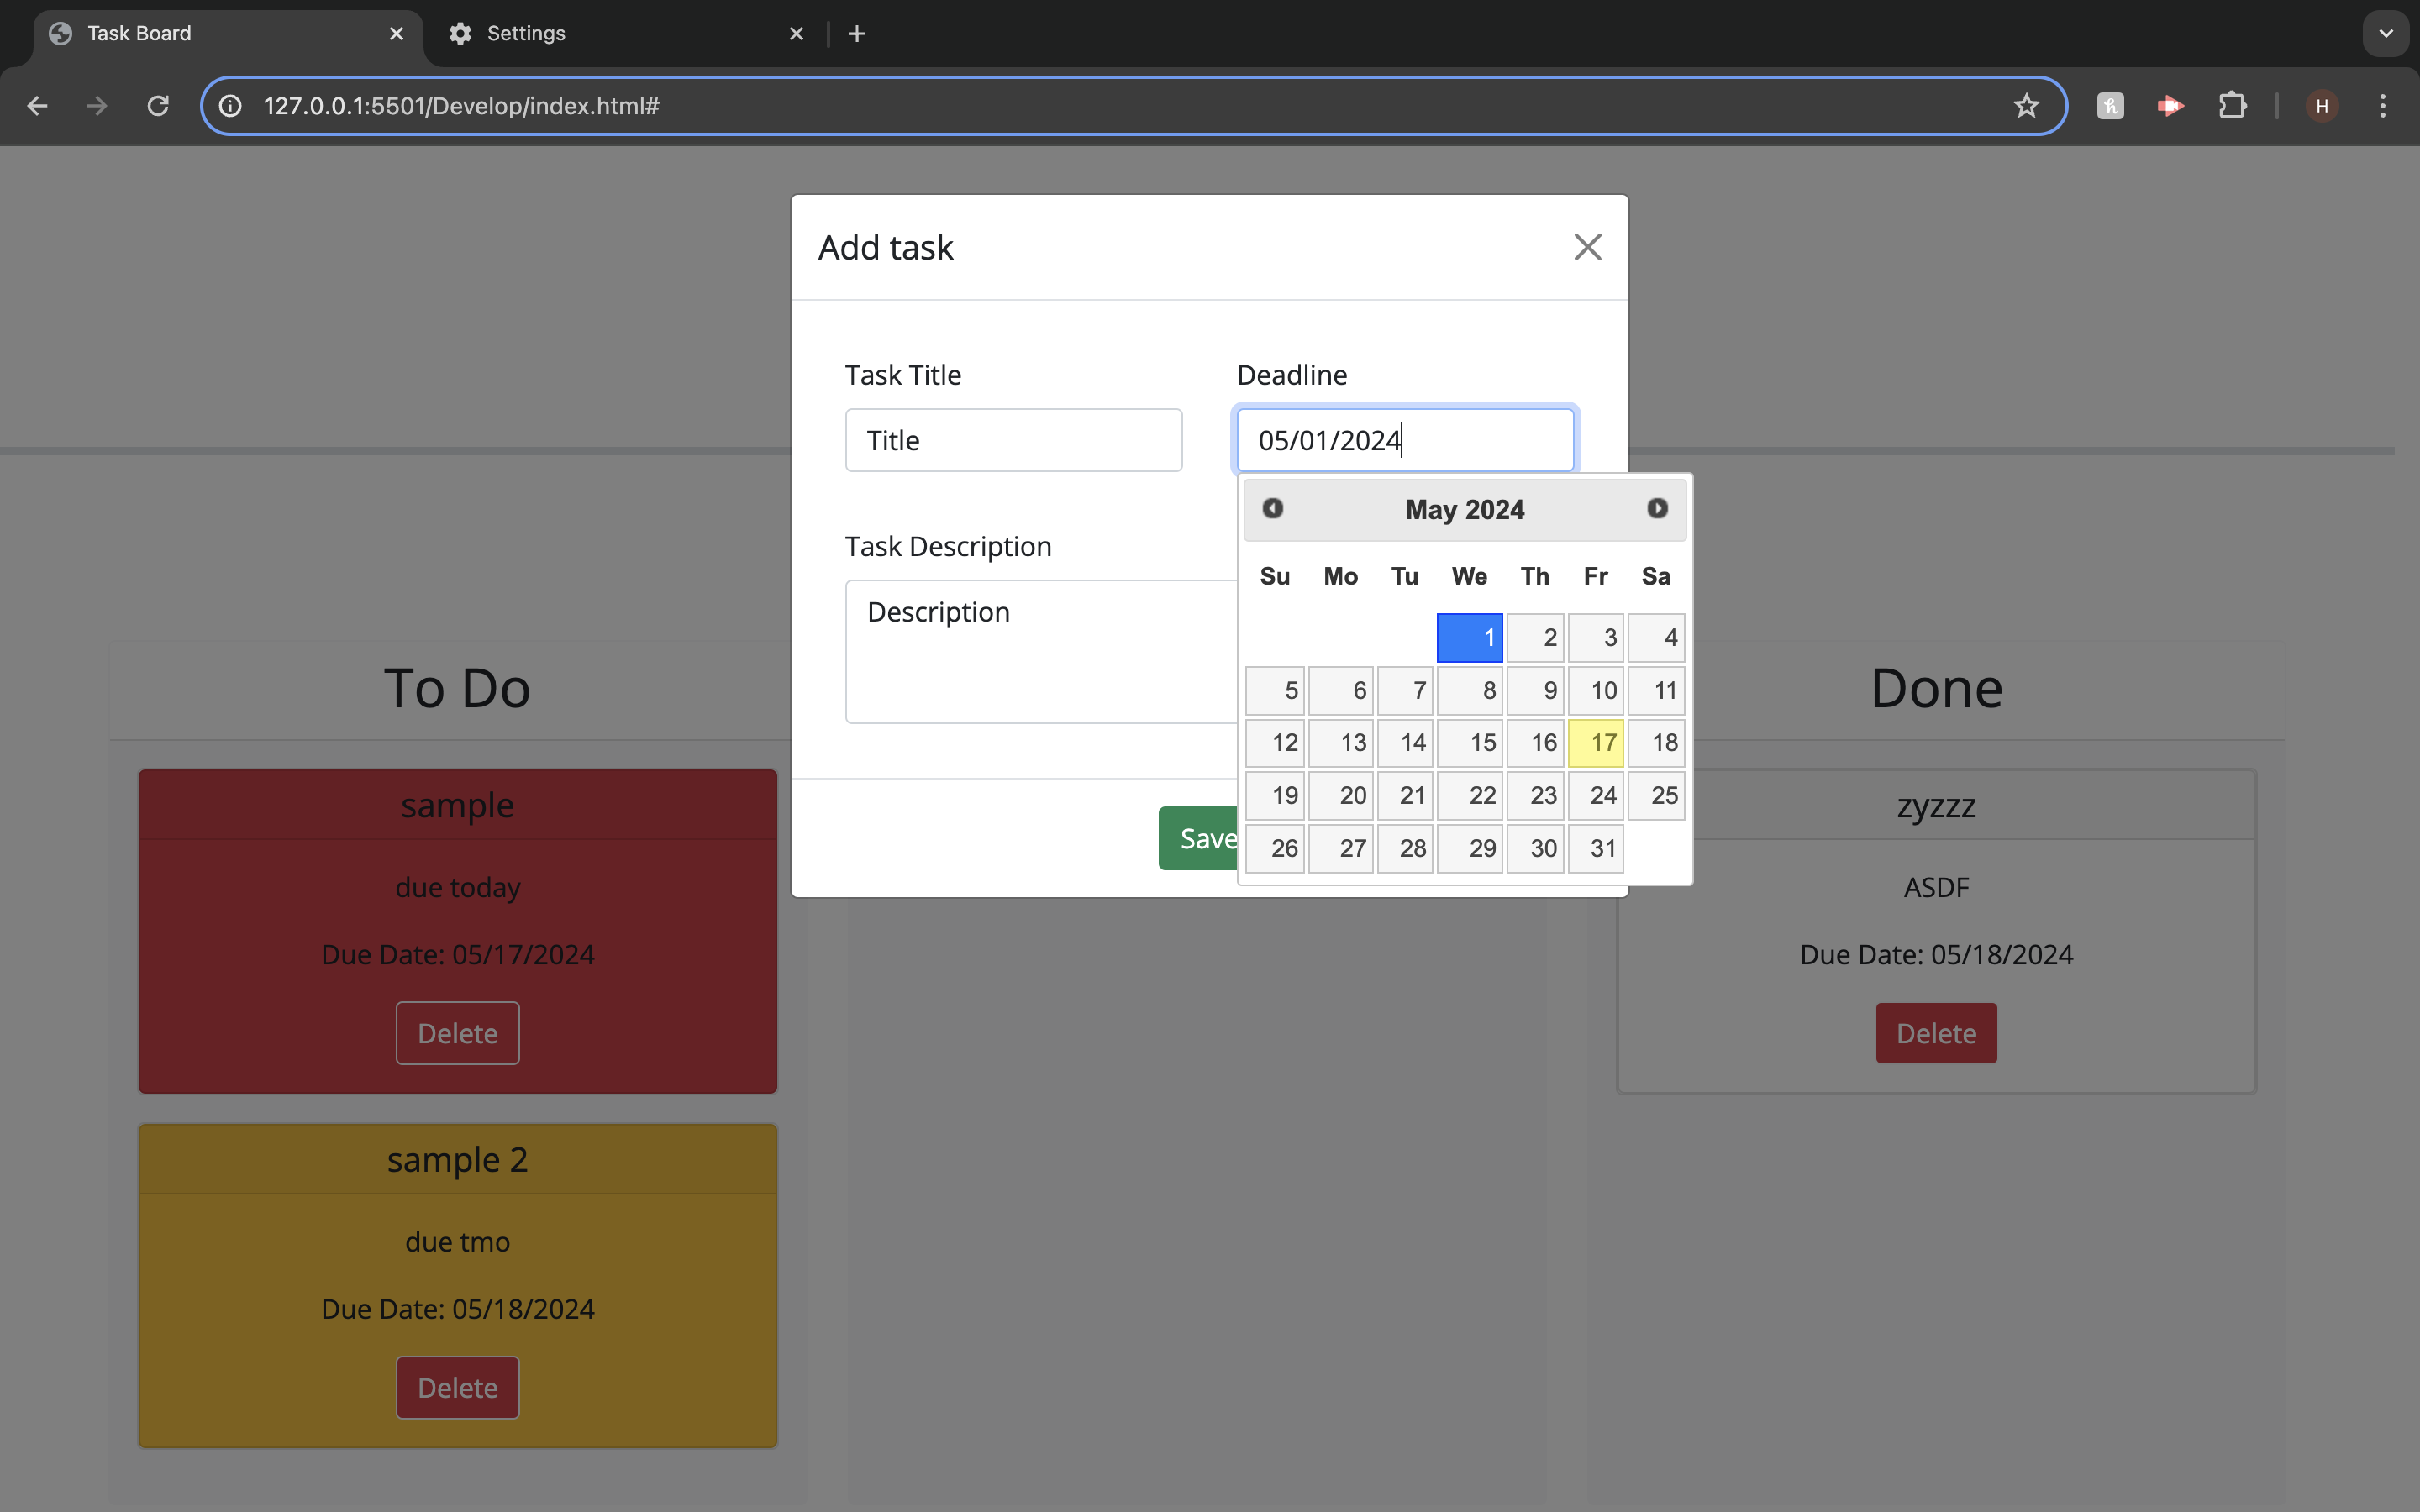 Task Board
Settings
127.0.0.1:5501/Develop/index.html#
H
Add task
Task Title
Deadline
Title
05/01/2024
Task Description
Description
May 2024
Su Mo Tu We Th Fr Sa
1 2 3 4
5 6 7 8 9 10 11
12 13 14 15 16 17 18
19 20 21 22 23 24 25
26 27 28 29 30 31
Save
To Do
sample
due today
Due Date: 05/17/2024
Delete
sample 2
due tmo
Due Date: 05/18/2024
Delete
Done
zyzzz
ASDF
Due Date: 05/18/2024
Delete